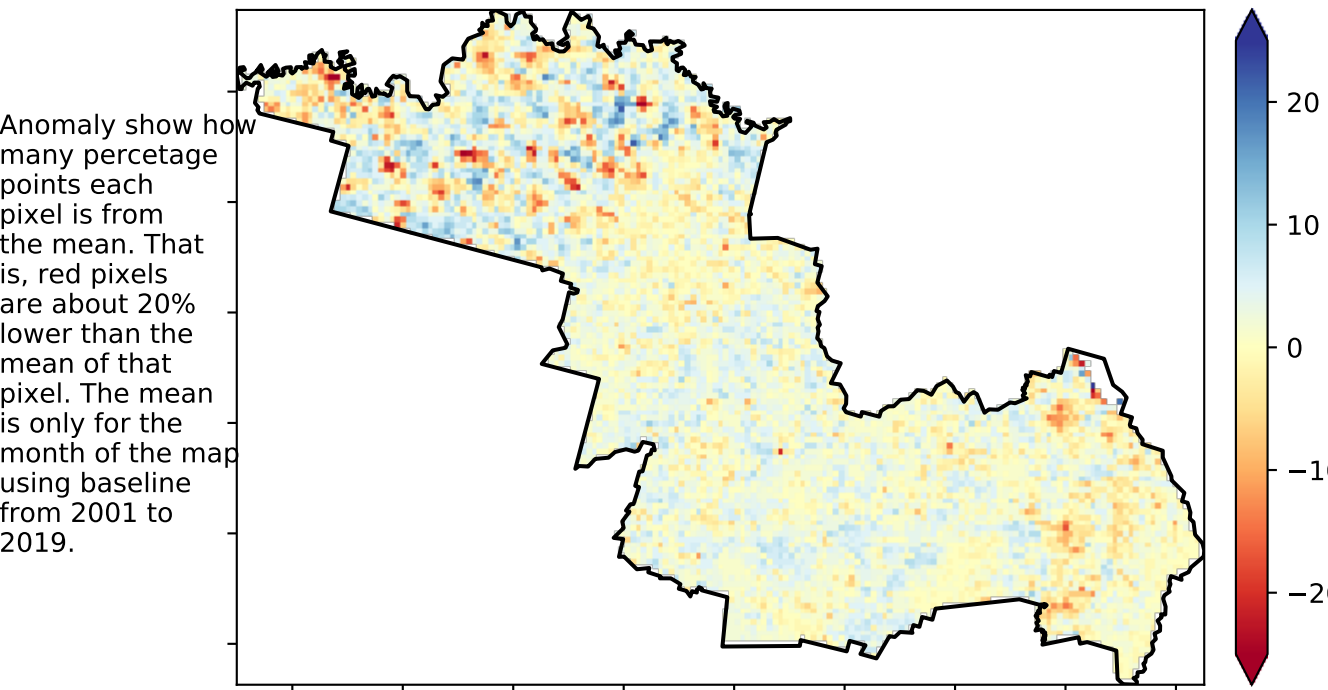 Anomaly show how
many percetage
points each
pixel is from
the mean. That
is, red pixels
are about 20%
lower than the
mean of that
pixel. The mean
is only for the
month of the map
using baseline
from 2001 to
2019.
20
10
0
−10
−20